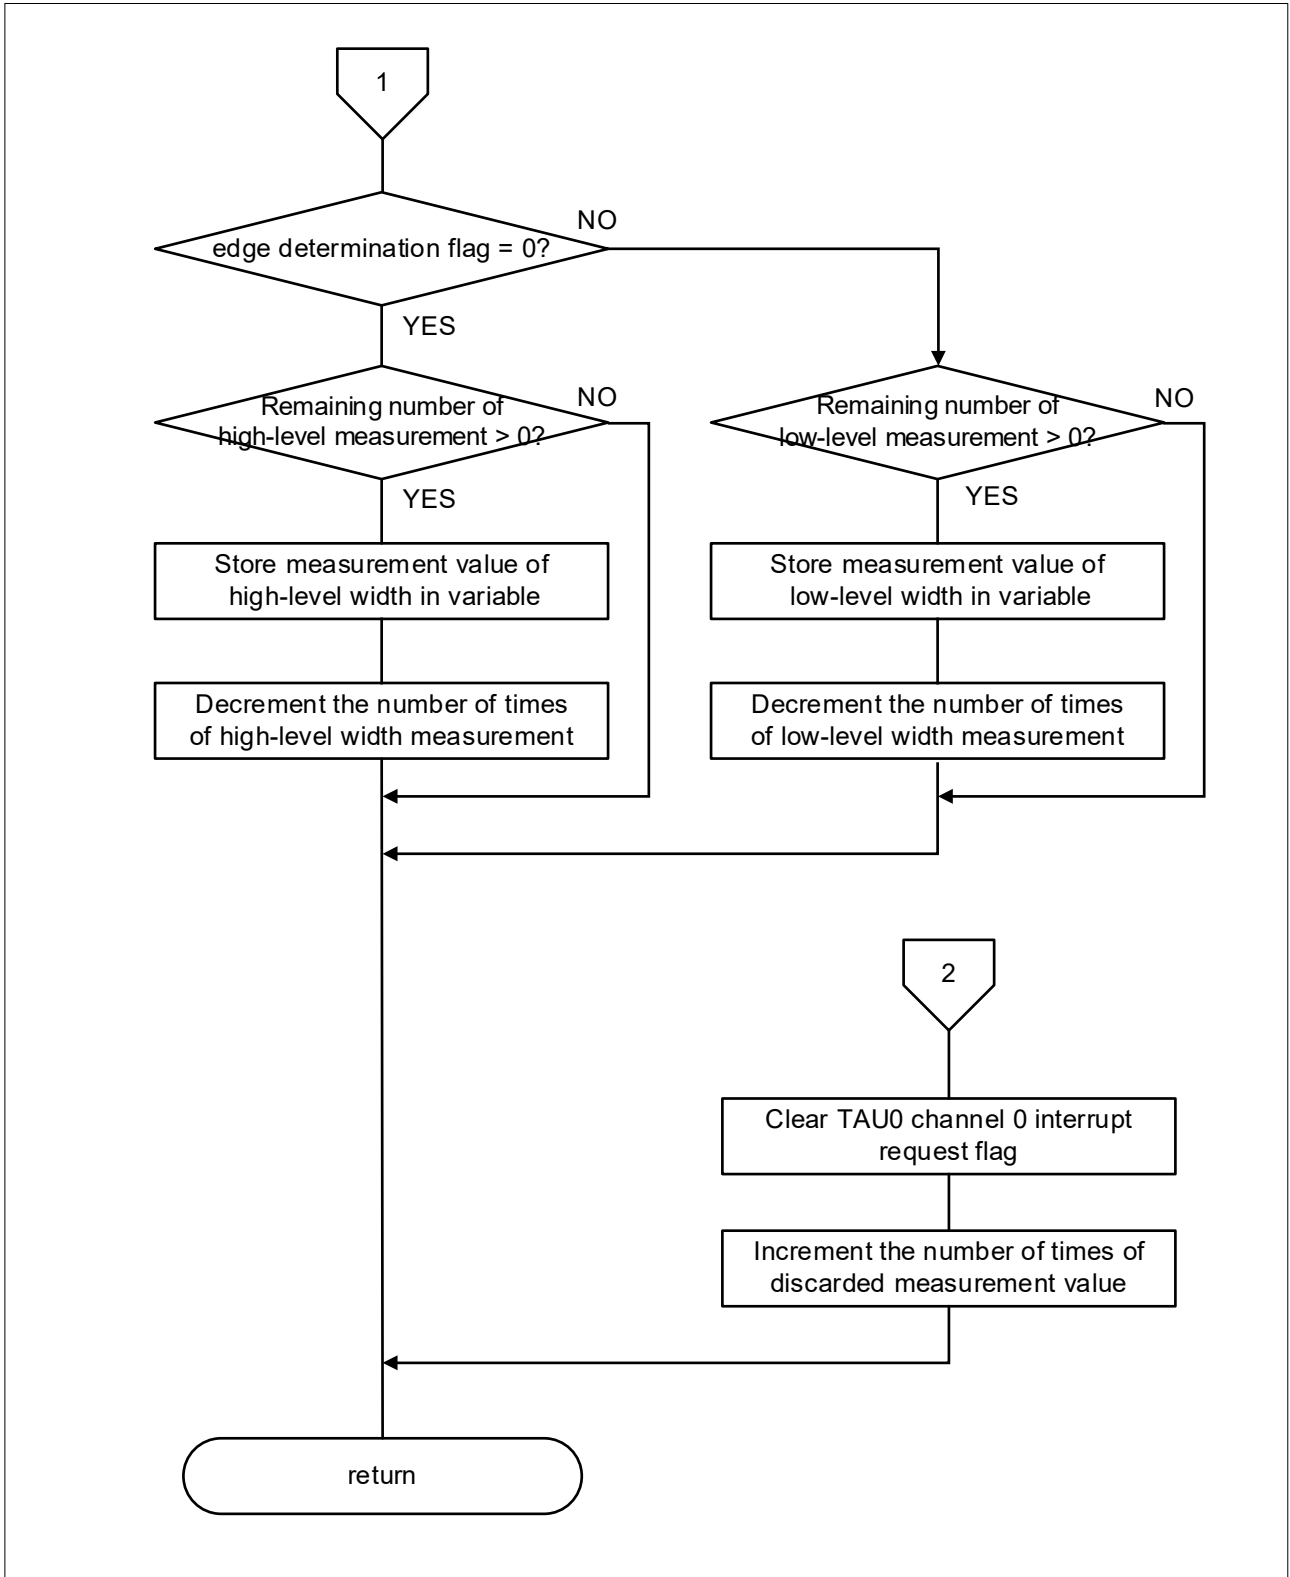 1
edge determination flag = 0?
NO
YES
Remaining number of
high-level measurement > 0?
NO
YES
Store measurement value of
high-level width in variable
Decrement the number of times
of high-level width measurement
Remaining number of
low-level measurement > 0?
NO
YES
Store measurement value of
low-level width in variable
Decrement the number of times
of low-level width measurement
2
Clear TAU0 channel 0 interrupt
request flag
Increment the number of times of
discarded measurement value
return